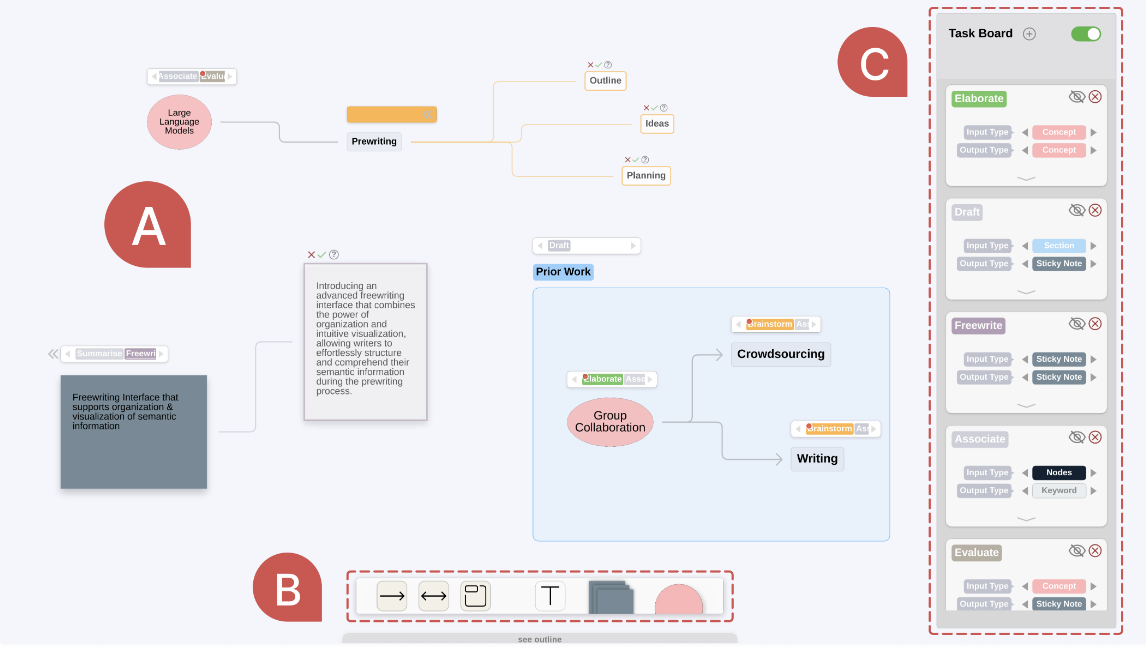 Associate Evalu
Large
Language
Models
Prewriting
Outline
Ideas
Planning
A
Introducing an
advanced freewriting
interface that combines
the power of
organization and
intuitive visualization,
allowing writers to
effortlessly structure
and comprehend their
semantic information
during the prewriting
process.
Summarise Freewri
Freewriting Interface that
supports organization &
visualization of semantic
information
Draft
Prior Work
Brainstorm As
Crowdsourcing
Elaborate Asso
Group
Collaboration
Brainstorm As
Writing
B
T
see outline
C
Task Board
Elaborate
Input Type Concept
Output Type Concept
Draft
Input Type Section
Output Type Sticky Note
Freewrite
Input Type Sticky Note
Output Type Sticky Note
Associate
Input Type Nodes
Output Type Keyword
Evaluate
Input Type Concept
Output Type Sticky Note